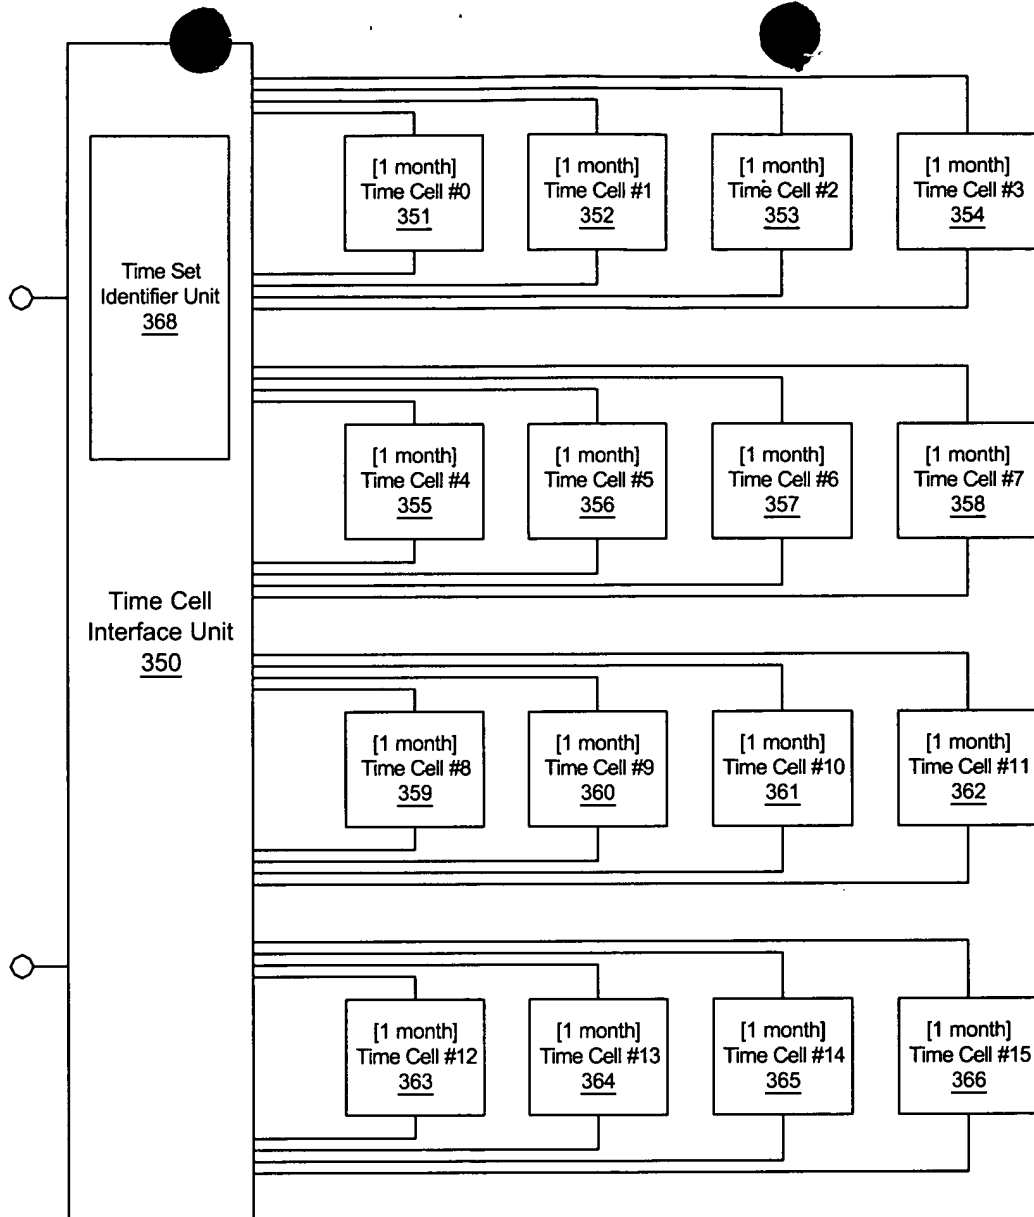 Time Set
Identifier Unit
368
Time Cell
Interface Unit
350
[1 month]
Time Cell #0
351
[1 month]
Time Cell #1
352
[1 month]
Time Cell #2
353
[1 month]
Time Cell #3
354
[1 month]
Time Cell #4
355
[1 month]
Time Cell #5
356
[1 month]
Time Cell #6
357
[1 month]
Time Cell #7
358
[1 month]
Time Cell #8
359
[1 month]
Time Cell #9
360
[1 month]
Time Cell #10
361
[1 month]
Time Cell #11
362
[1 month]
Time Cell #12
363
[1 month]
Time Cell #13
364
[1 month]
Time Cell #14
365
[1 month]
Time Cell #15
366